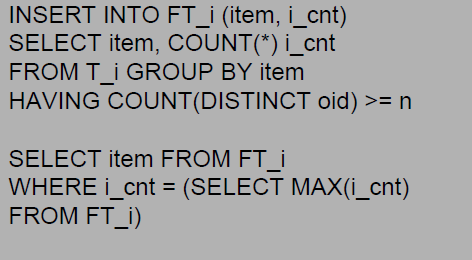 INSERT INTO FT_i (item, i_cnt)
SELECT item, COUNT(*) i_cnt
FROM T_i GROUP BY item
HAVING COUNT(DISTINCT oid) >= n
SELECT item FROM FT_i
WHERE i_cnt = (SELECT MAX(i_cnt)
FROM FT_i)